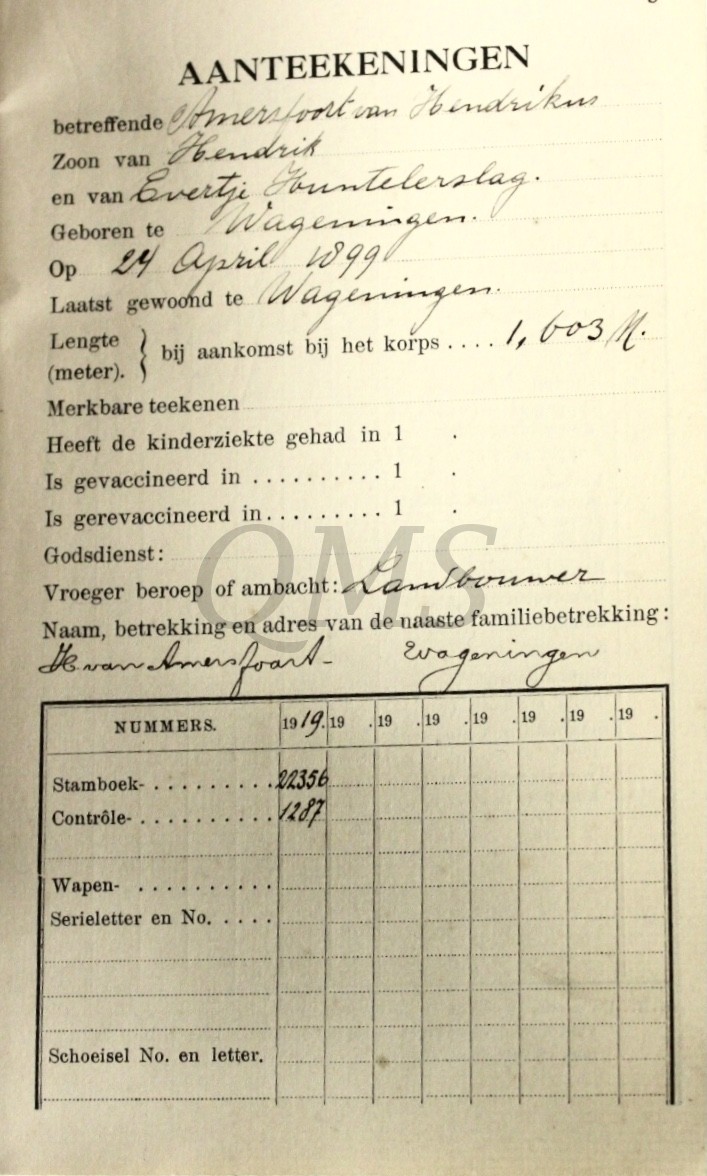 AANTEEKENINGEN
betreffende Amersfoort van Hendrikus
Zoon van Hendrik
en van Evertje Huntelerslag.
Geboren te Wageningen.
Op 24 April 1899
Laatst gewoond te Wageningen.
Lengte (meter). } bij aankomst bij het korps .... 1,603 M.
Merkbare teekenen
Heeft de kinderziekte gehad in 1 .
Is gevaccineerd in .......... 1 .
Is gerevaccineerd in......... 1 .
Godsdienst:
Vroeger beroep of ambacht: Landbouwer
Naam, betrekking en adres van de naaste familiebetrekking:
H van Amersfoort - Wageningen
NUMMERS. 1919. 19 . 19 . 19 . 19 . 19 . 19 . 19 .
Stamboek- .......... 22356
Contrôle- ........... 1287
Wapen- ..........
Serieletter en No. ....
Schoeisel No. en letter.
QMS